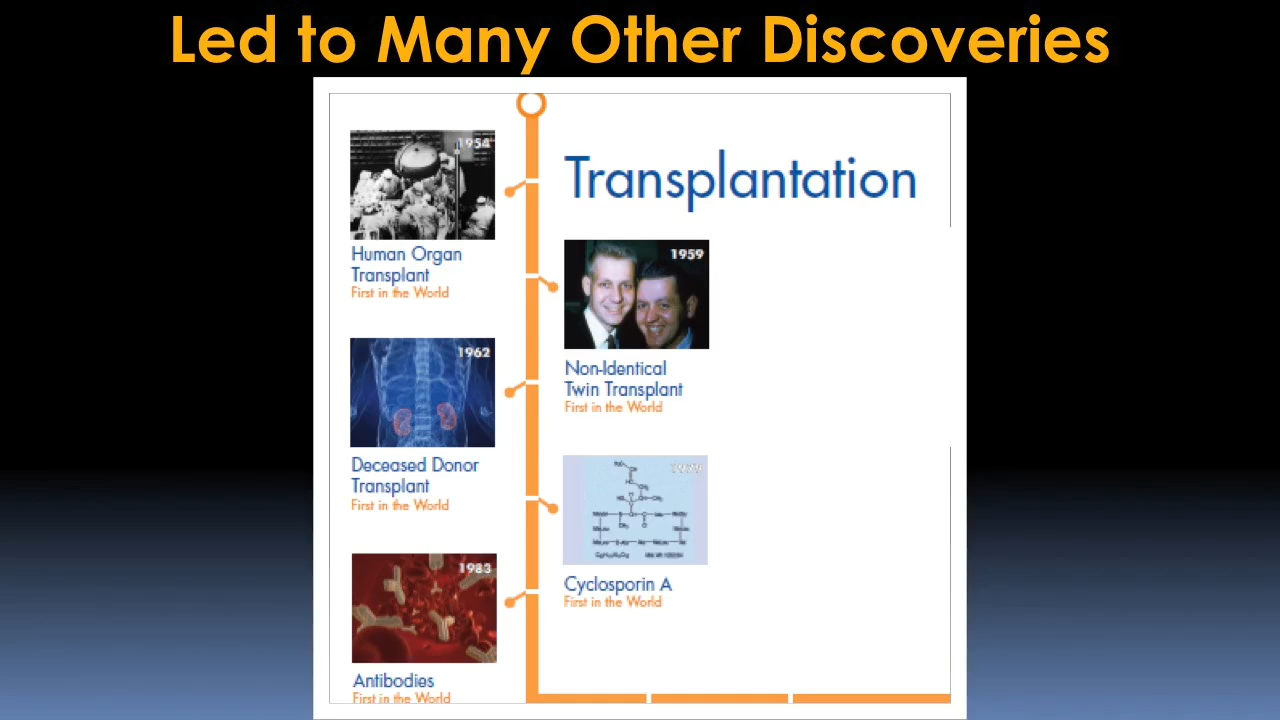 Led to Many Other Discoveries
Transplantation
1954
Human Organ
Transplant
First in the World
1959
Non-Identical
Twin Transplant
First in the World
1962
Deceased Donor
Transplant
First in the World
Cyclosporin A
First in the World
1983
Antibodies
First in the World